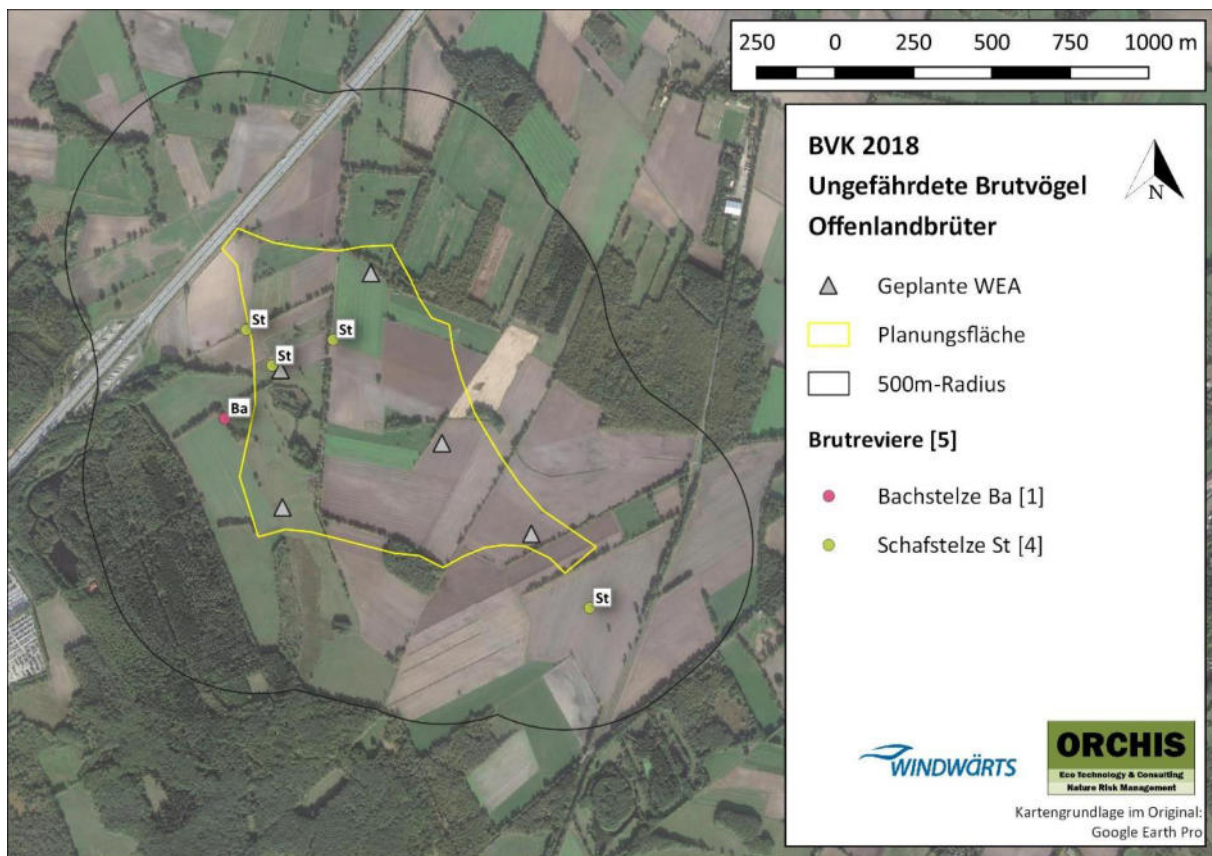 250 0 250 500 750 1000 m
BVK 2018
Ungefährdete Brutvögel
Offenlandbrüter
N
Geplante WEA
Planungsfläche
500m-Radius
Brutreviere [5]
Bachstelze Ba [1]
Schafstelze St [4]
St
St
St
Ba
St
WINDWÄRTS
ORCHIS
Eco Technology & Consulting
Nature Risk Management
Kartengrundlage im Original:
Google Earth Pro